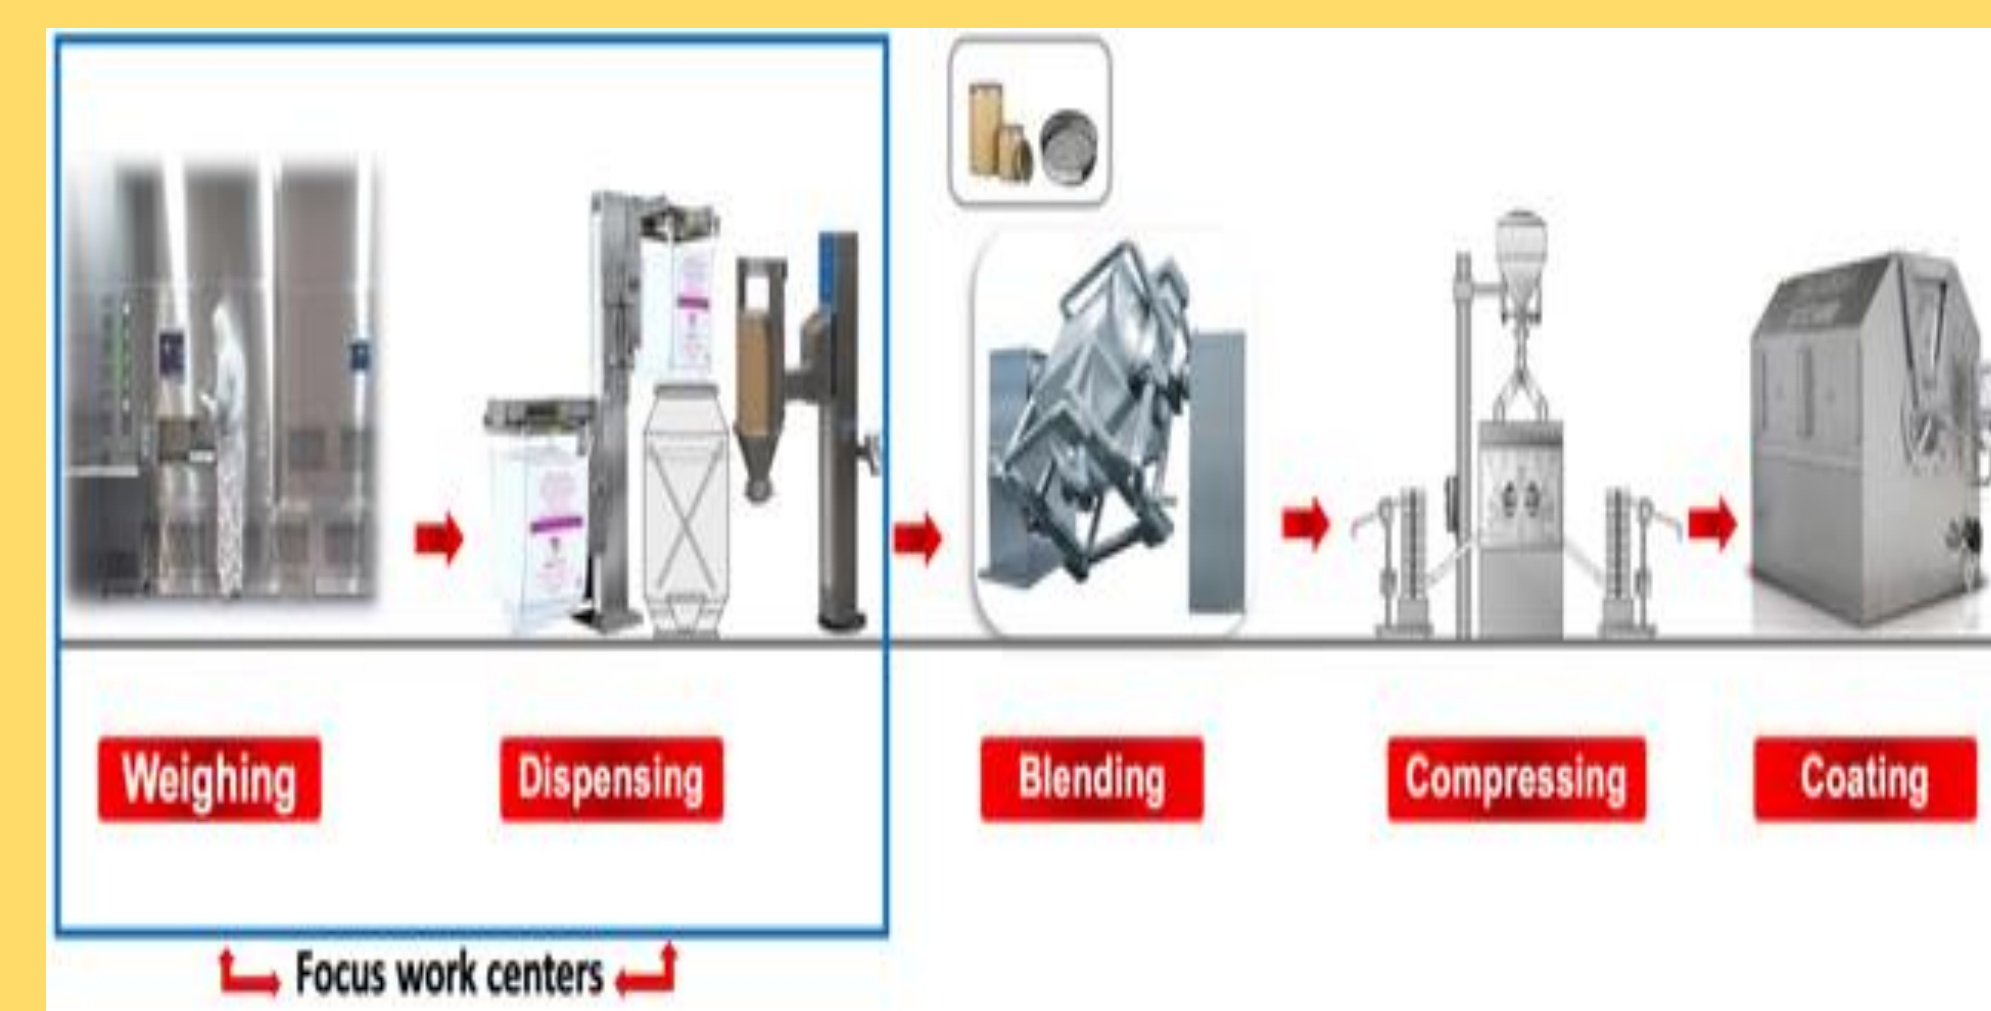 Weighing
Dispensing
Blending
Compressing
Coating
Focus work centers